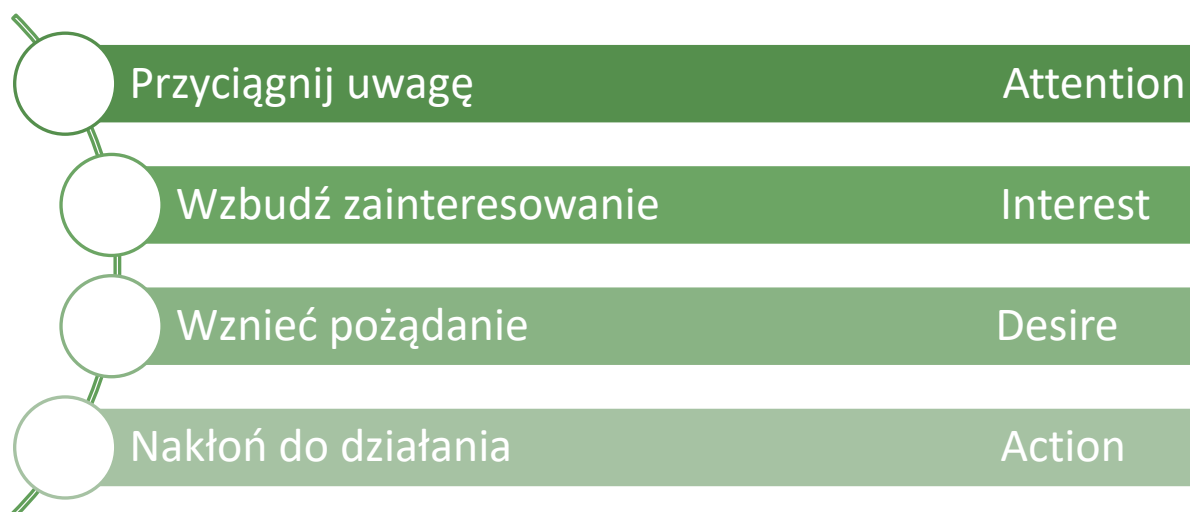 Przyciągnij uwagę Attention
Wzbudź zainteresowanie Interest
Wznieć pożądanie Desire
Nakłoń do działania Action